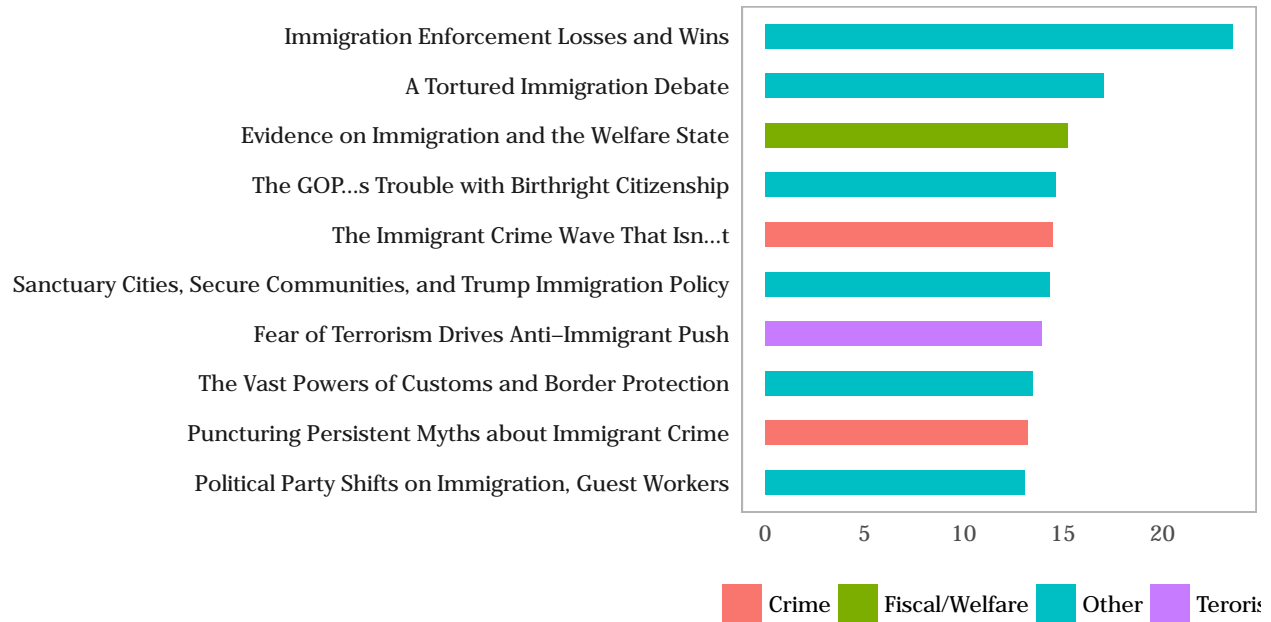 Immigration Enforcement Losses and Wins
A Tortured Immigration Debate
Evidence on Immigration and the Welfare State
The GOP...s Trouble with Birthright Citizenship
The Immigrant Crime Wave That Isn...t
Sanctuary Cities, Secure Communities, and Trump Immigration Policy
Fear of Terrorism Drives Anti–Immigrant Push
The Vast Powers of Customs and Border Protection
Puncturing Persistent Myths about Immigrant Crime
Political Party Shifts on Immigration, Guest Workers
0 5 10 15 20
Crime Fiscal/Welfare Other Teroris